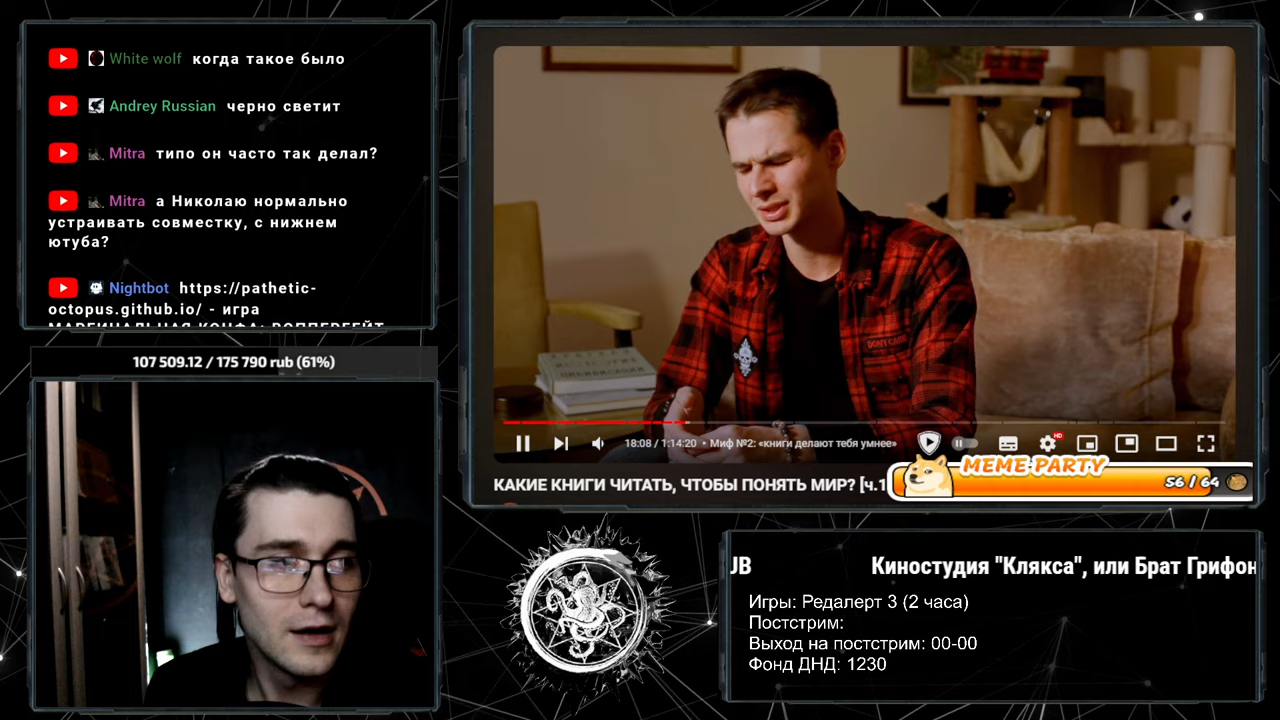 White wolf когда такое было
Andrey Russian черно светит
Mitra типо он часто так делал?
Mitra а Николаю нормально
устраивать совместку, с нижнем
ютуба?
Nightbot https://pathetic-
octopus.github.io/ - игра
107 509.12 / 175 790 rub (61%)
DON'T CARE
18:08 / 1:14:20 • Миф №2: «книги делают тебя умнее»
HD
MEME PARTY
56 / 64
КАКИЕ КНИГИ ЧИТАТЬ, ЧТОБЫ ПОНЯТЬ МИР? [ч.1
JB Киностудия "Клякса", или Брат Грифон
Игры: Редалерт 3 (2 часа)
Постстрим:
Выход на постстрим: 00-00
Фонд ДНД: 1230